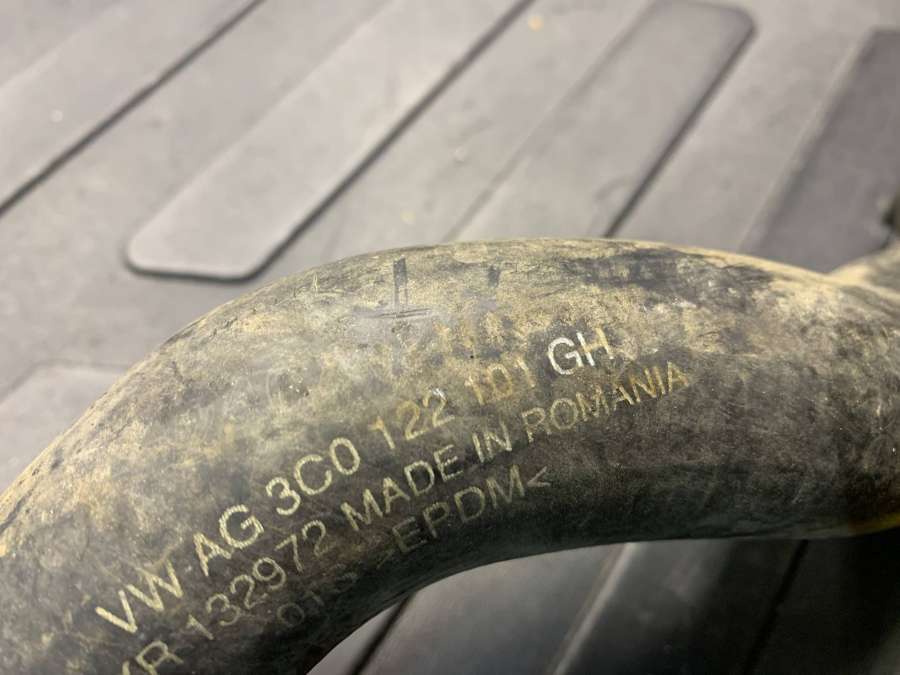 VW AG 3C0 122 101 GH
132972 MADE IN ROMANIA
>EPDM<